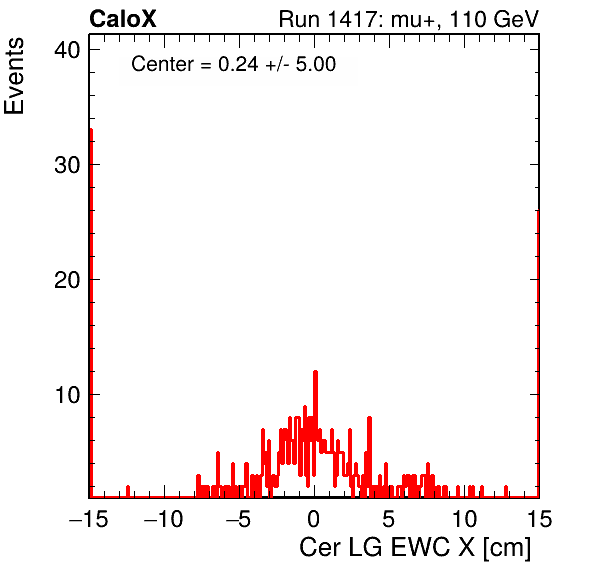 CaloX Run 1417: mu+, 110 GeV
Events
Center = 0.24 +/- 5.00
40
30
20
10
−15 −10 −5 0 5 10 15
Cer LG EWC X [cm]